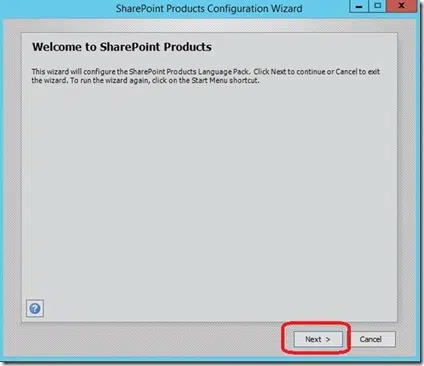 SharePoint Products Configuration Wizard
Welcome to SharePoint Products
This wizard will configure the SharePoint Products Language Pack. Click Next to continue or Cancel to exit
the wizard. To run the wizard again, click on the Start Menu shortcut.
?
Next >
Cancel